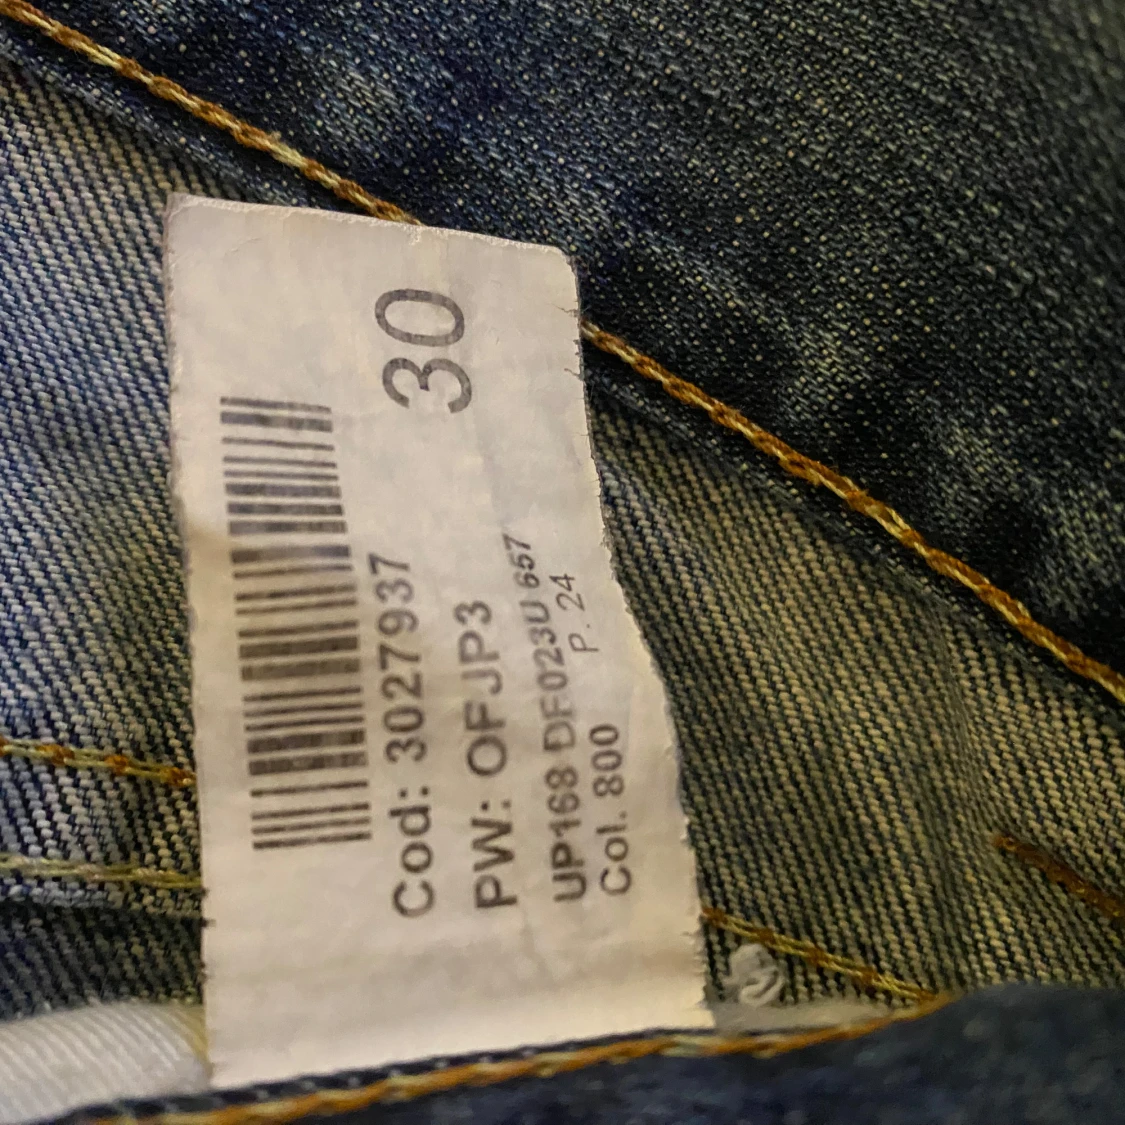 30
Cod: 3027937
PW: OFJP3
UP168 DF023U 657
P. 24
Col. 800